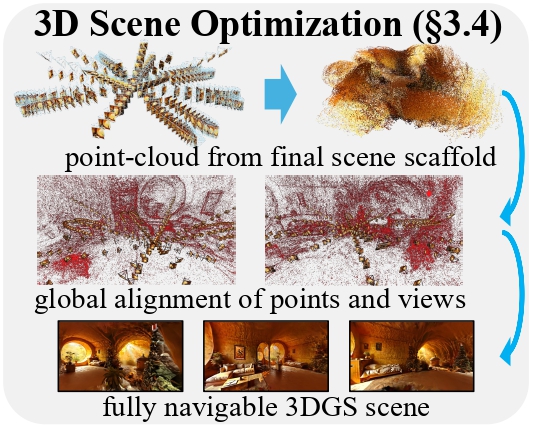 3D Scene Optimization (§3.4)
point-cloud from final scene scaffold
global alignment of points and views
fully navigable 3DGS scene